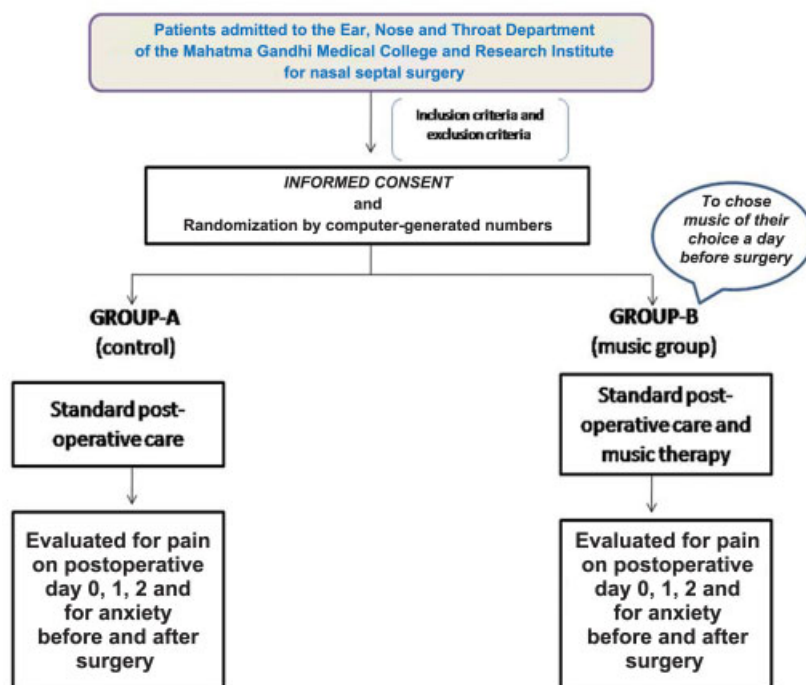 Patients admitted to the Ear, Nose and Throat Department
of the Mahatma Gandhi Medical College and Research Institute
for nasal septal surgery
Inclusion criteria and
exclusion criteria
INFORMED CONSENT
and
Randomization by computer-generated numbers
To chose
music of their
choice a day
before surgery
GROUP-A
(control)
GROUP-B
(music group)
Standard post-
operative care
Standard post-
operative care and
music therapy
Evaluated for pain
on postoperative
day 0, 1, 2 and
for anxiety
before and after
surgery
Evaluated for pain
on postoperative
day 0, 1, 2 and
for anxiety
before and after
surgery